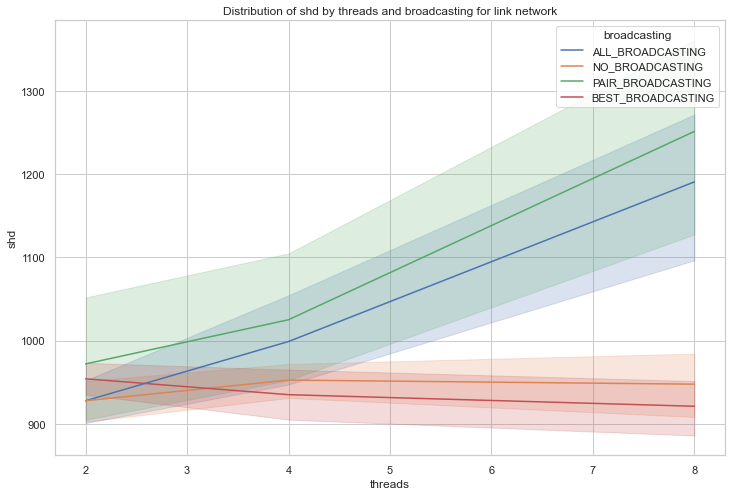 Distribution of shd by threads and broadcasting for link network
broadcasting
ALL_BROADCASTING
NO_BROADCASTING
PAIR_BROADCASTING
BEST_BROADCASTING
1300
1200
1100
1000
900
shd
2 3 4 5 6 7 8
threads